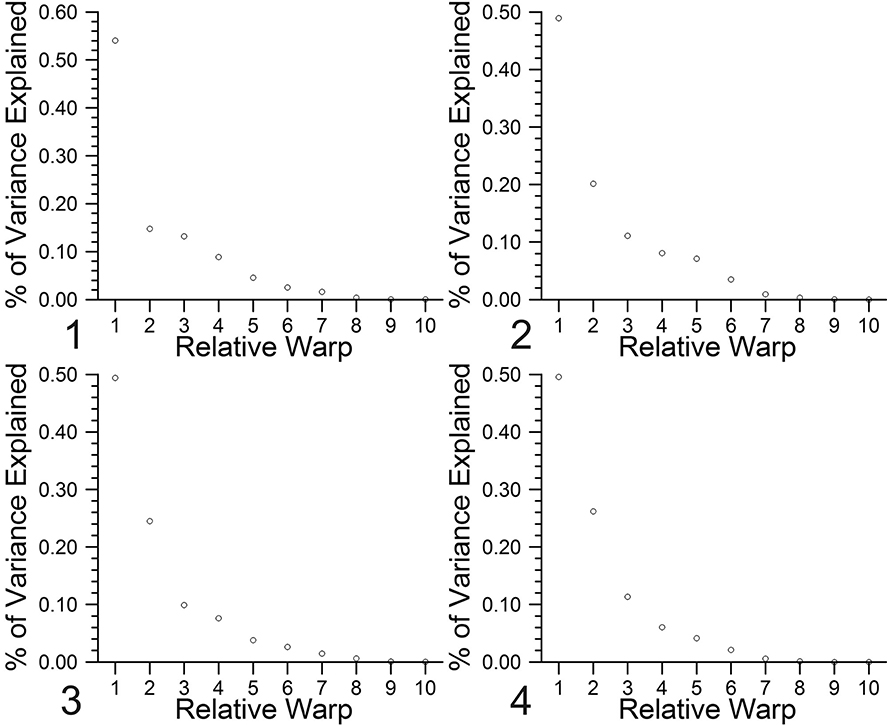 % of Variance Explained
0.60
0.50
0.40
0.30
0.20
0.10
0.00
1 2 3 4 5 6 7 8 9 10
Relative Warp
1
% of Variance Explained
0.50
0.40
0.30
0.20
0.10
0.00
1 2 3 4 5 6 7 8 9 10
Relative Warp
2
% of Variance Explained
0.50
0.40
0.30
0.20
0.10
0.00
1 2 3 4 5 6 7 8 9 10
Relative Warp
3
% of Variance Explained
0.50
0.40
0.30
0.20
0.10
0.00
1 2 3 4 5 6 7 8 9 10
Relative Warp
4